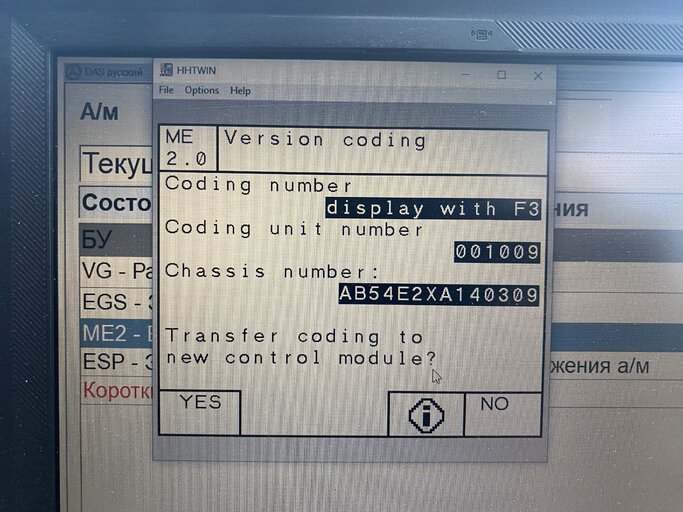 DAS русский
HHTWIN
File Options Help
А/м
ME 2.0
Version coding
Coding number
display with F3
Coding unit number
001009
Chassis number:
AB54E2XA140309
Transfer coding to
new control module?
YES
NO
Состо
ния
БУ
VG - Ра
EGS -
ME2 -
ESP -
жения а/м
Коротк